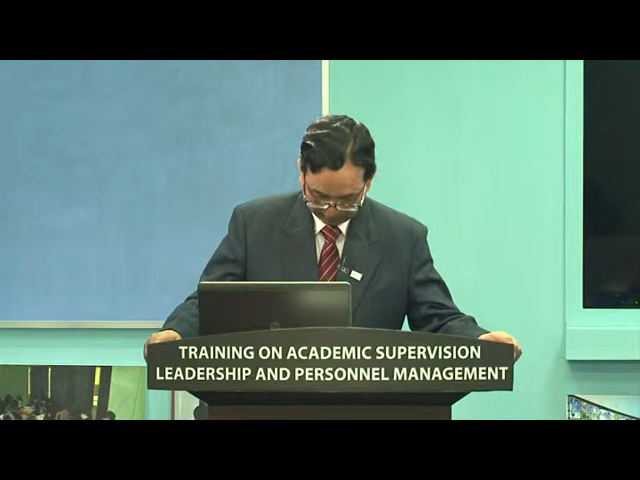 TRAINING ON ACADEMIC SUPERVISION
LEADERSHIP AND PERSONNEL MANAGEMENT